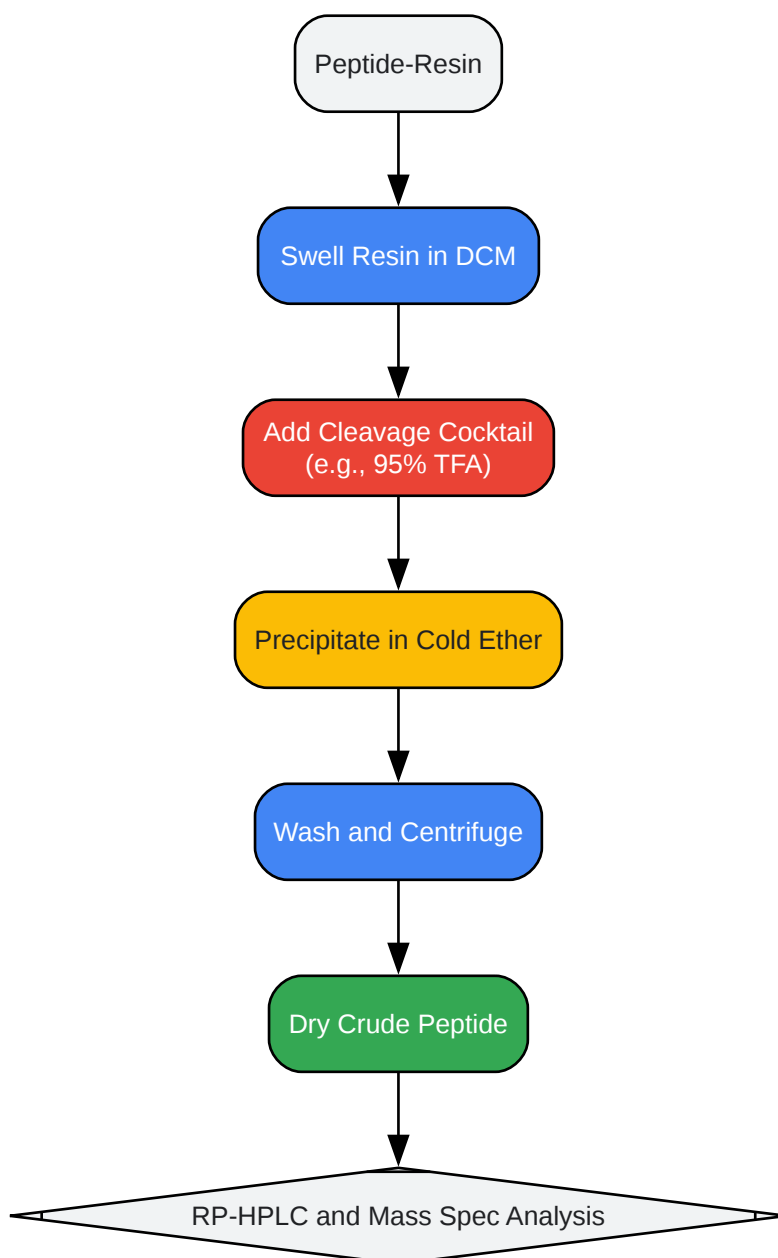 Peptide-Resin
Swell Resin in DCM
Add Cleavage Cocktail
(e.g., 95% TFA)
Precipitate in Cold Ether
Wash and Centrifuge
Dry Crude Peptide
RP-HPLC and Mass Spec Analysis